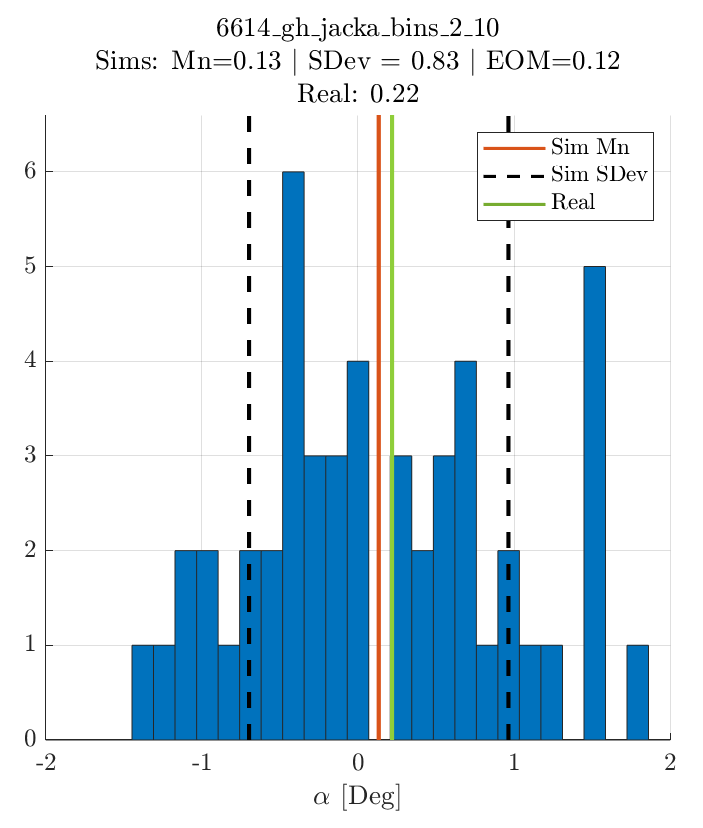 6614_gh_jacka_bins_2_10
Sims: Mn=0.13 | SDev = 0.83 | EOM=0.12
Real: 0.22
Sim Mn
Sim SDev
Real
6
5
4
3
2
1
0
-2 -1 0 1 2
α [Deg]